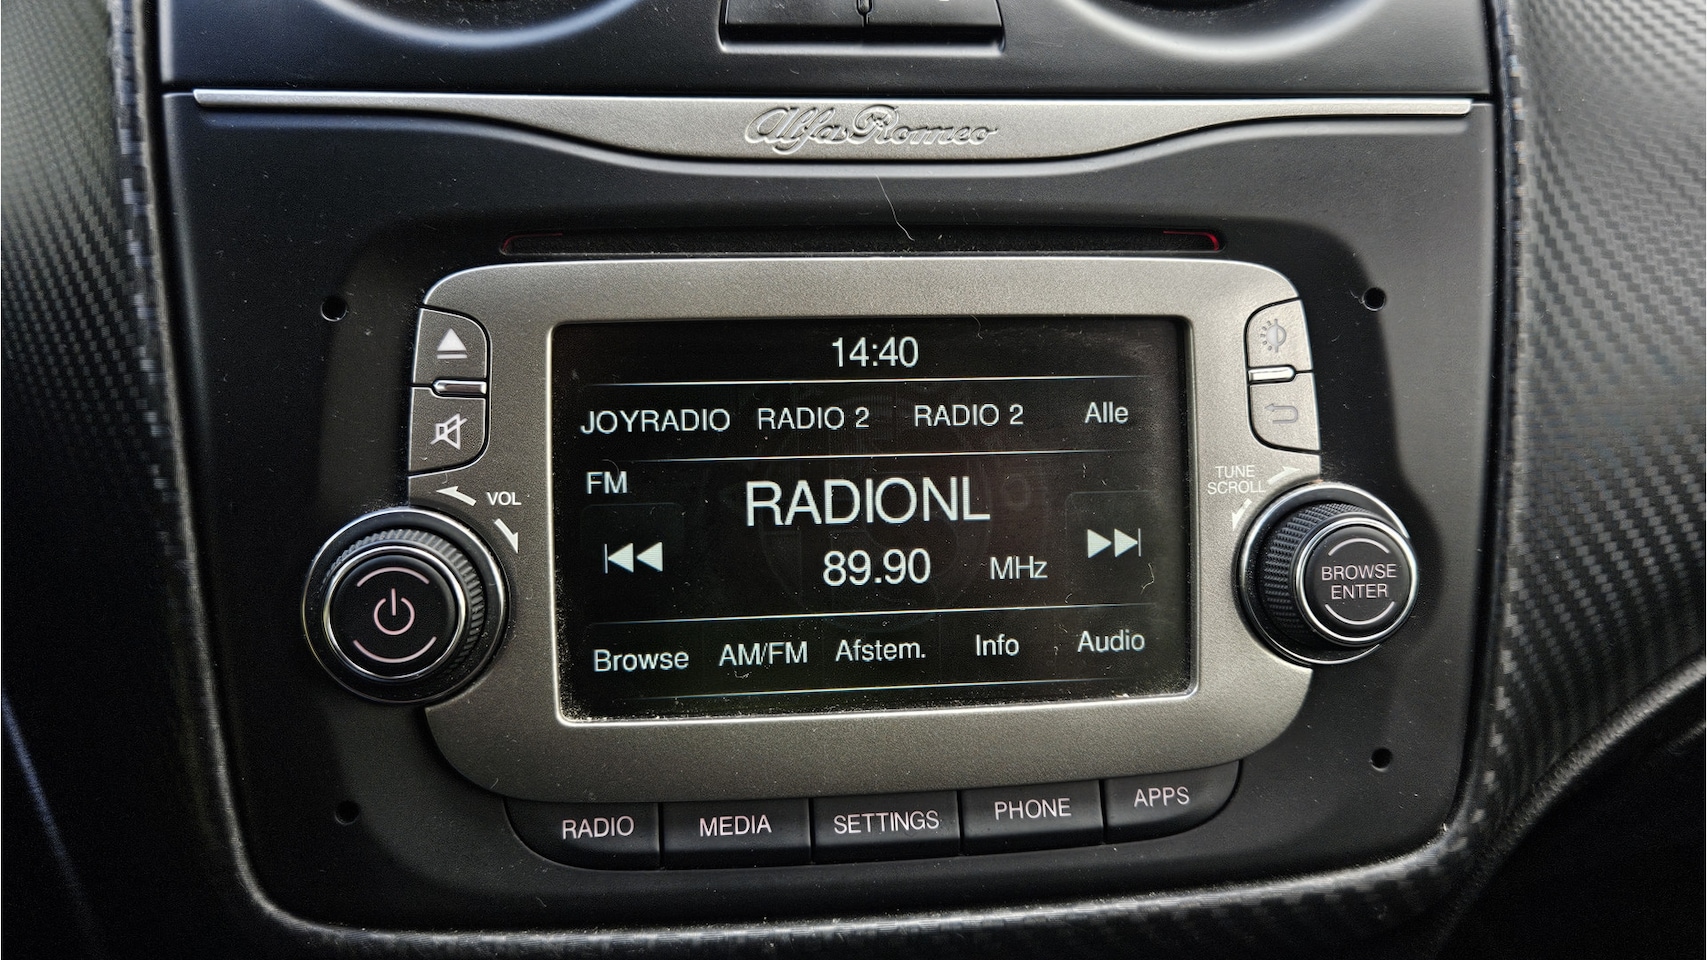 Alfa Romeo
14:40
JOYRADIO RADIO 2 RADIO 2 Alle
FM
RADIONL
89.90 MHz
Browse AM/FM Afstem. Info Audio
VOL
TUNE
SCROLL
BROWSE
ENTER
RADIO MEDIA SETTINGS PHONE APPS